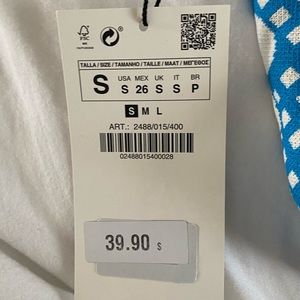 FSC
TALLA / SIZE / TAMANHO / TAILLE / MAAT / ΜΕΓΕΘΟΣ
S
USA MEX UK IT BR
S 26 S S P
S M L
ART.: 2488/015/400
02488015400028
39.90 $